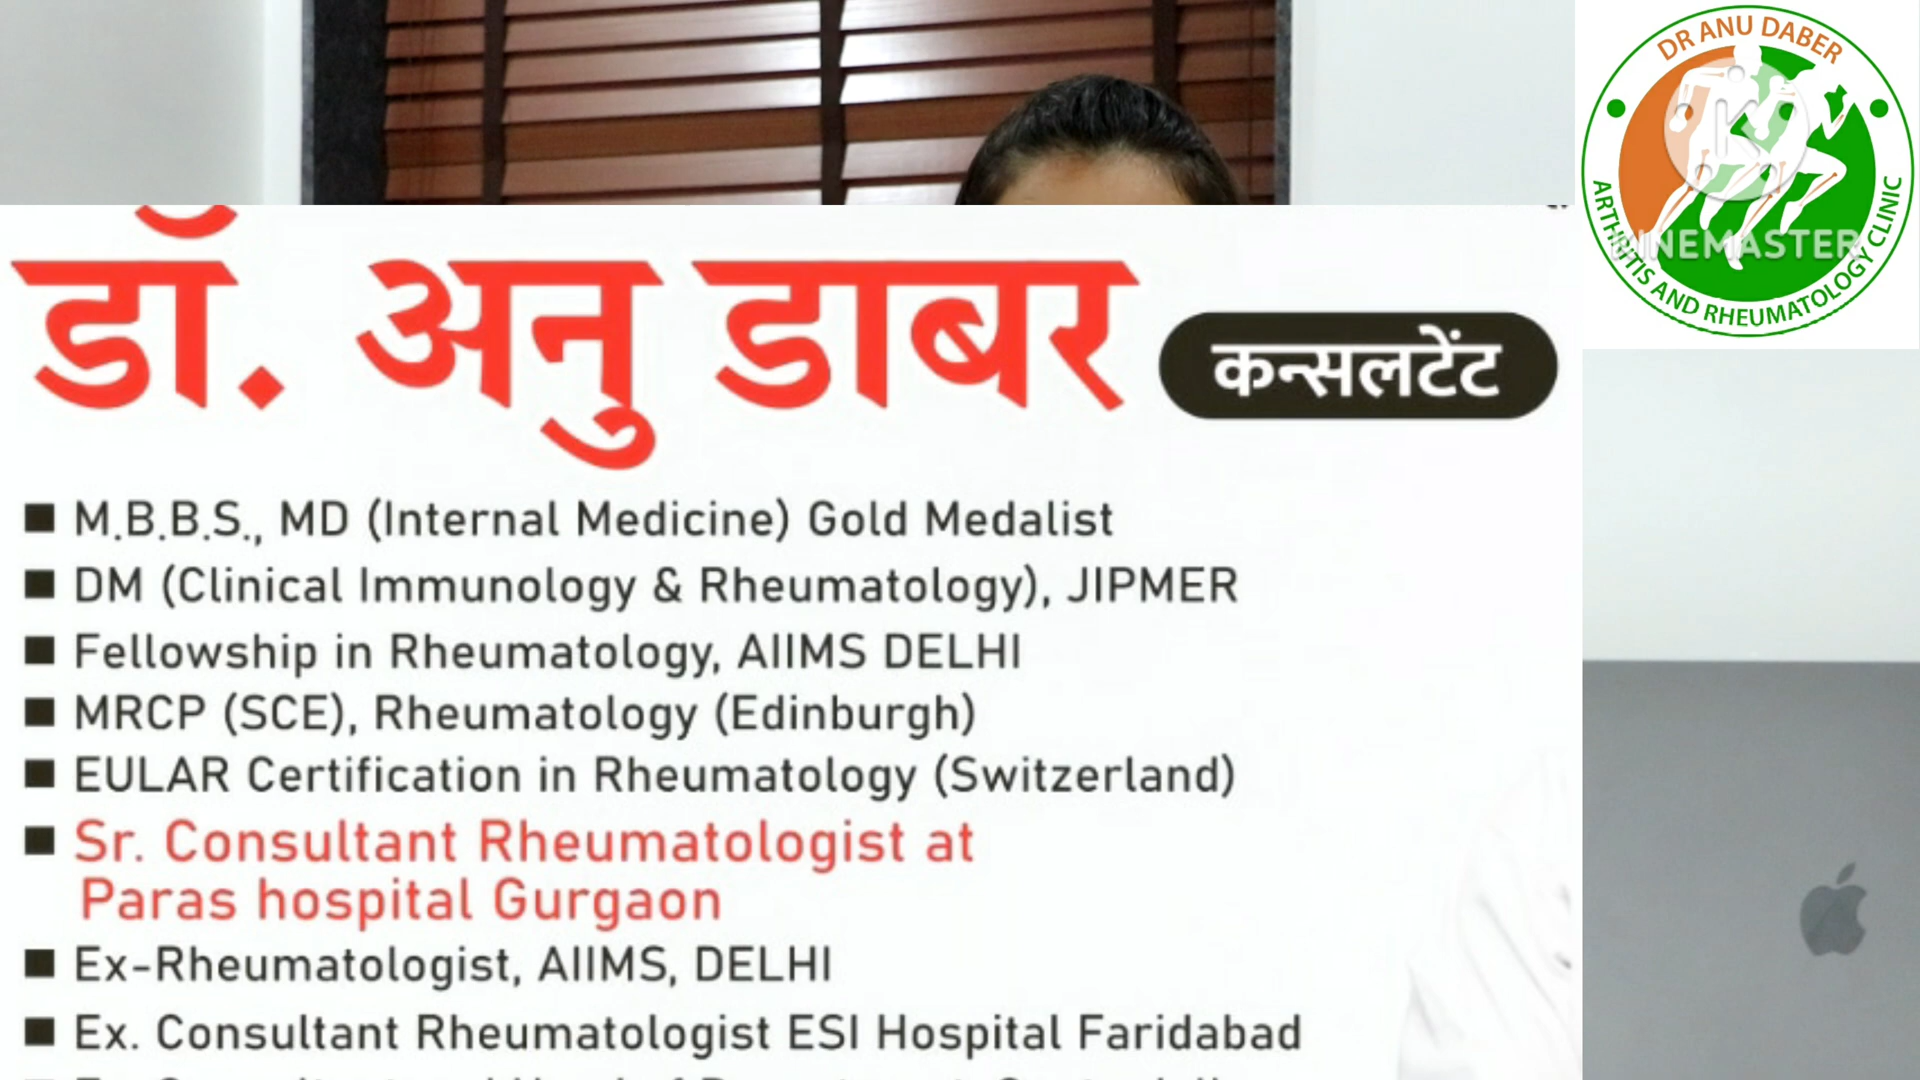 DR ANU DABER
ARTHRITIS AND RHEUMATOLOGY CLINIC
KINEMASTER
डॉ. अनु डाबर
कन्सलटेंट
■ M.B.B.S., MD (Internal Medicine) Gold Medalist
■ DM (Clinical Immunology & Rheumatology), JIPMER
■ Fellowship in Rheumatology, AIIMS DELHI
■ MRCP (SCE), Rheumatology (Edinburgh)
■ EULAR Certification in Rheumatology (Switzerland)
■ Sr. Consultant Rheumatologist at
Paras hospital Gurgaon
■ Ex-Rheumatologist, AIIMS, DELHI
■ Ex. Consultant Rheumatologist ESI Hospital Faridabad